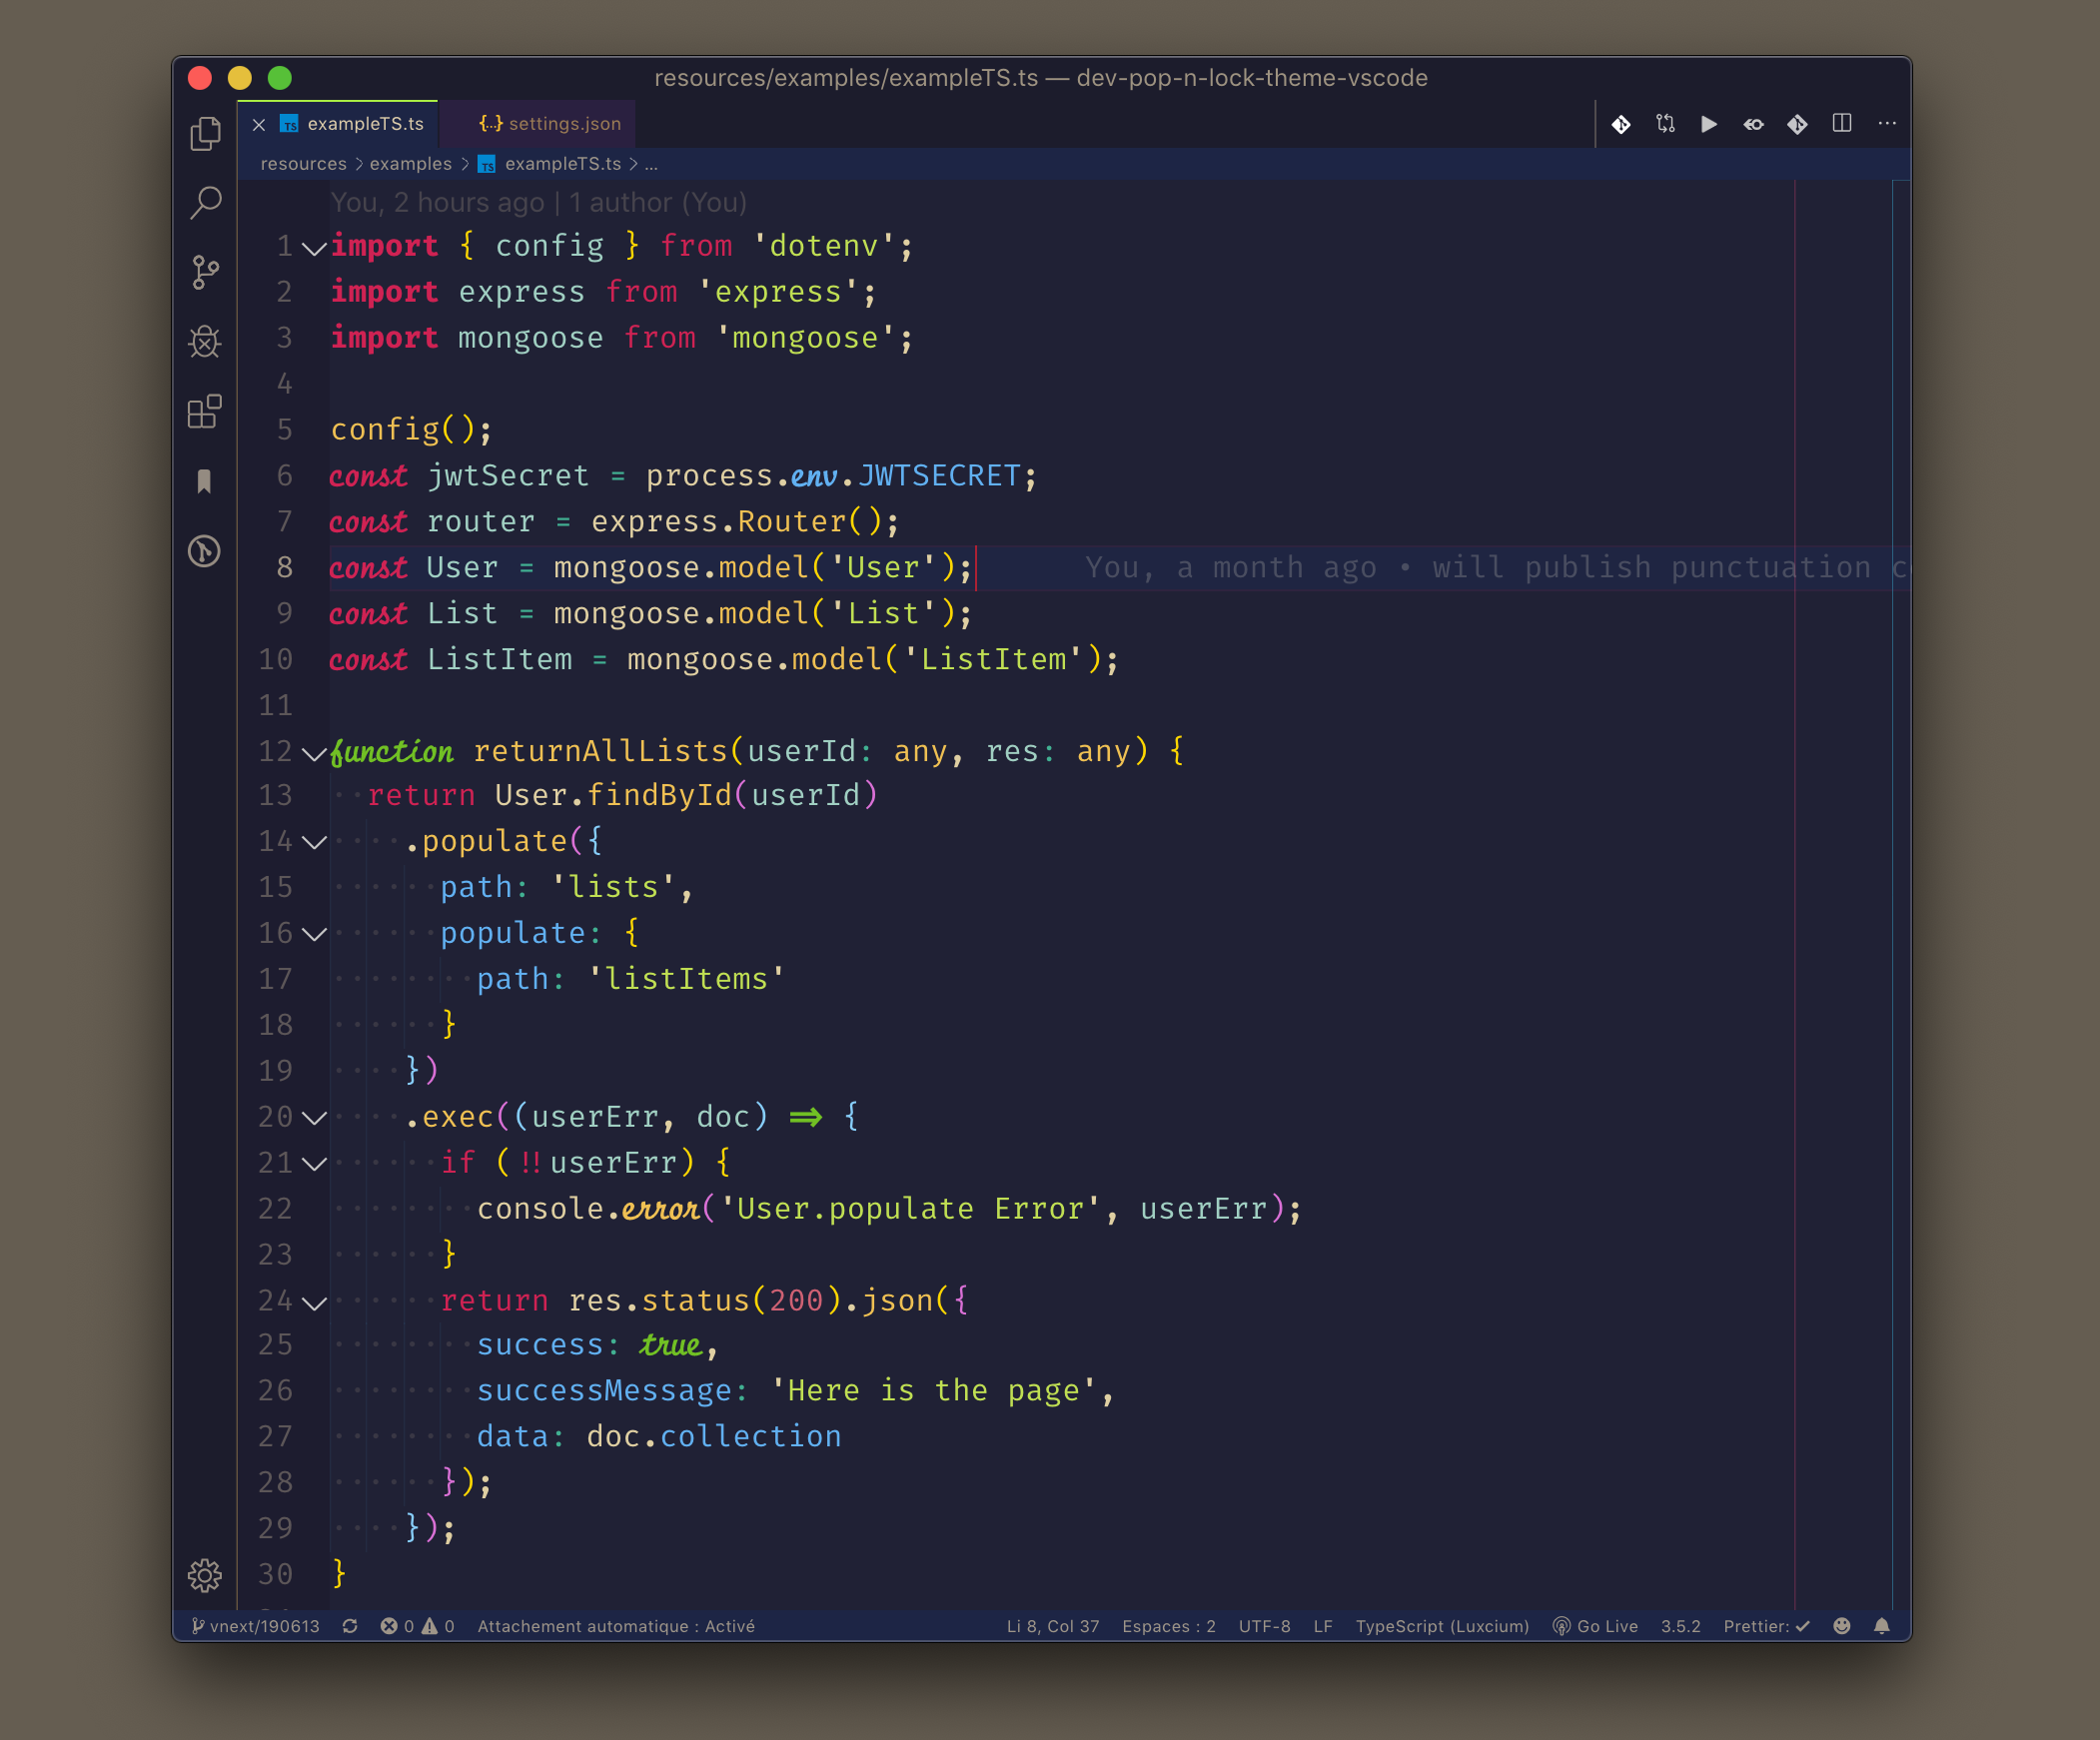 resources/examples/exampleTS.ts — dev-pop-n-lock-theme-vscode
TS exampleTS.ts {..} settings.json
resources > examples > TS exampleTS.ts > ...
You, 2 hours ago | 1 author (You)
1 import { config } from 'dotenv';
2 import express from 'express';
3 import mongoose from 'mongoose';
4
5 config();
6 const jwtSecret = process.env.JWTSECRET;
7 const router = express.Router();
8 const User = mongoose.model('User'); You, a month ago • will publish punctuation
9 const List = mongoose.model('List');
10 const ListItem = mongoose.model('ListItem');
11
12 function returnAllLists(userId: any, res: any) {
13 return User.findById(userId)
14 .populate({
15 path: 'lists',
16 populate: {
17 path: 'listItems'
18 }
19 })
20 .exec((userErr, doc) => {
21 if (!!userErr) {
22 console.error('User.populate Error', userErr);
23 }
24 return res.status(200).json({
25 success: true,
26 successMessage: 'Here is the page',
27 data: doc.collection
28 });
29 });
30 }
vnext/190613 0 0 Attachement automatique : Activé Li 8, Col 37 Espaces : 2 UTF-8 LF TypeScript (Luxcium) Go Live 3.5.2 Prettier: ✓